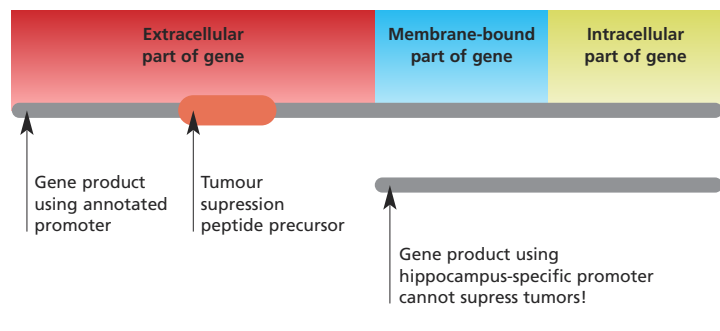 Extracellular
part of gene
Membrane-bound
part of gene
Intracellular
part of gene
Gene product
using annotated
promoter
Tumour
supression
peptide precursor
Gene product using
hippocampus-specific promoter
cannot supress tumors!